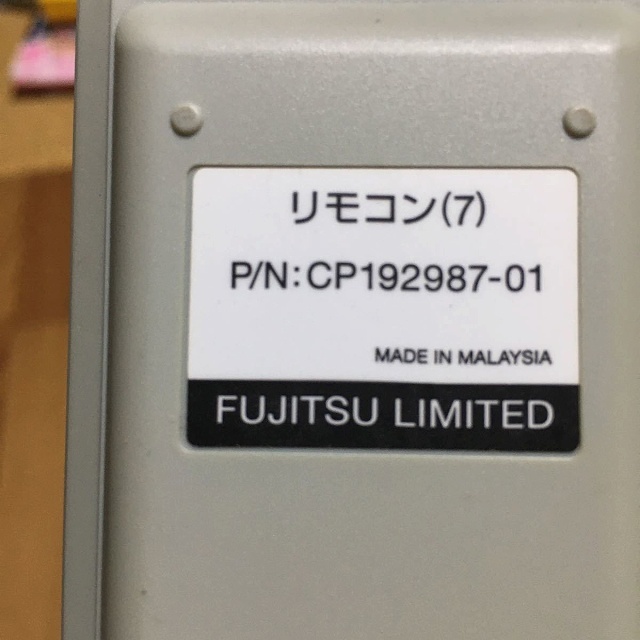 リモコン(7)
P/N:CP192987-01
MADE IN MALAYSIA
FUJITSU LIMITED